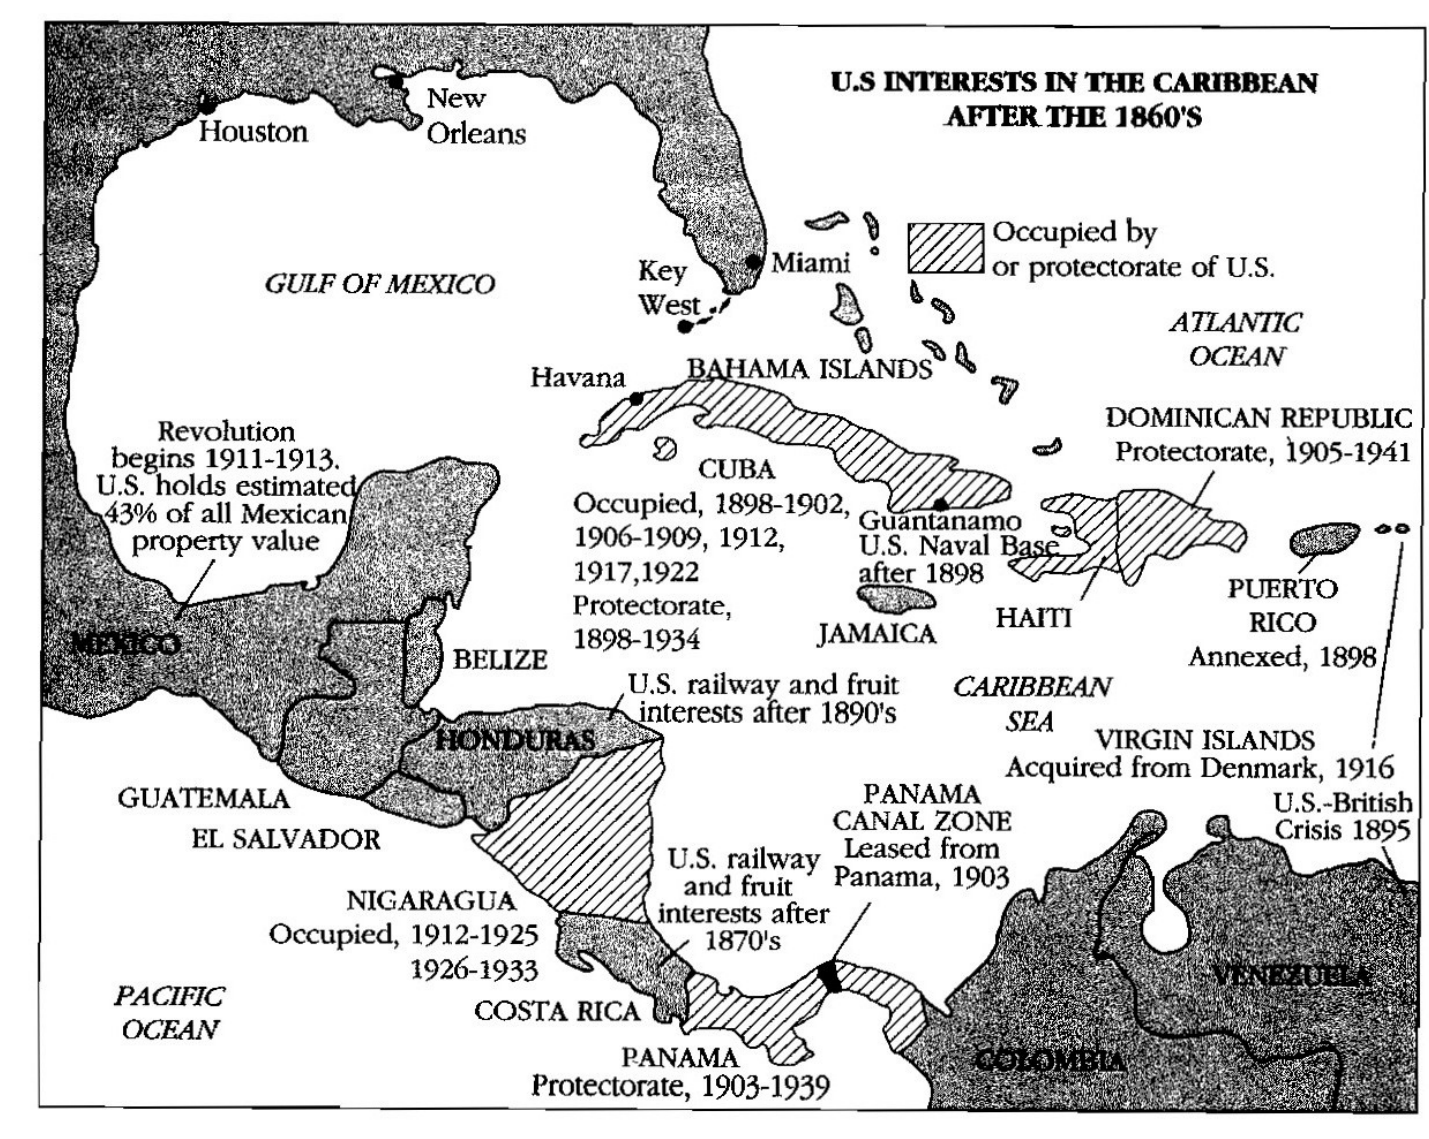 U.S INTERESTS IN THE CARIBBEAN
AFTER THE 1860'S
New
Orleans
Houston
Occupied by
or protectorate of U.S.
Key
West
Miami
GULF OF MEXICO
ATLANTIC
OCEAN
BAHAMA ISLANDS
Havana
DOMINICAN REPUBLIC
Protectorate, 1905-1941
Revolution
begins 1911-1913.
U.S. holds estimated
43% of all Mexican
property value
CUBA
Occupied, 1898-1902,
1906-1909, 1912,
1917,1922
Protectorate,
1898-1934
Guantanamo
U.S. Naval Base
after 1898
HAITI
JAMAICA
PUERTO
RICO
Annexed, 1898
MEXICO
BELIZE
U.S. railway and fruit
interests after 1890's
CARIBBEAN
SEA
HONDURAS
VIRGIN ISLANDS
Acquired from Denmark, 1916
GUATEMALA
EL SALVADOR
PANAMA
CANAL ZONE
Leased from
Panama, 1903
U.S.-British
Crisis 1895
U.S. railway
and fruit
interests after
1870's
NICARAGUA
Occupied, 1912-1925
1926-1933
VENEZUELA
PACIFIC
OCEAN
COSTA RICA
COLOMBIA
PANAMA
Protectorate, 1903-1939